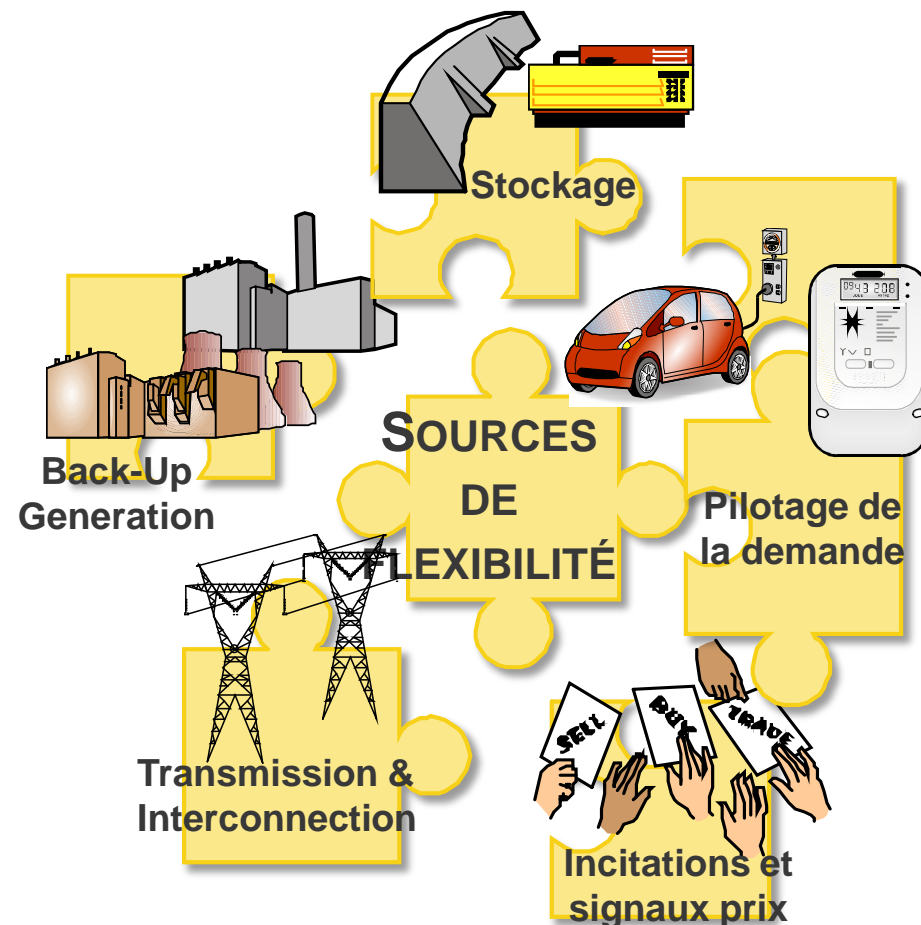 Stockage
SOURCES
DE
FLEXIBILITÉ
Back-Up
Generation
Pilotage de
la demande
Transmission &
Interconnection
SELL
BUY
TRADE
Incitations et
signaux prix